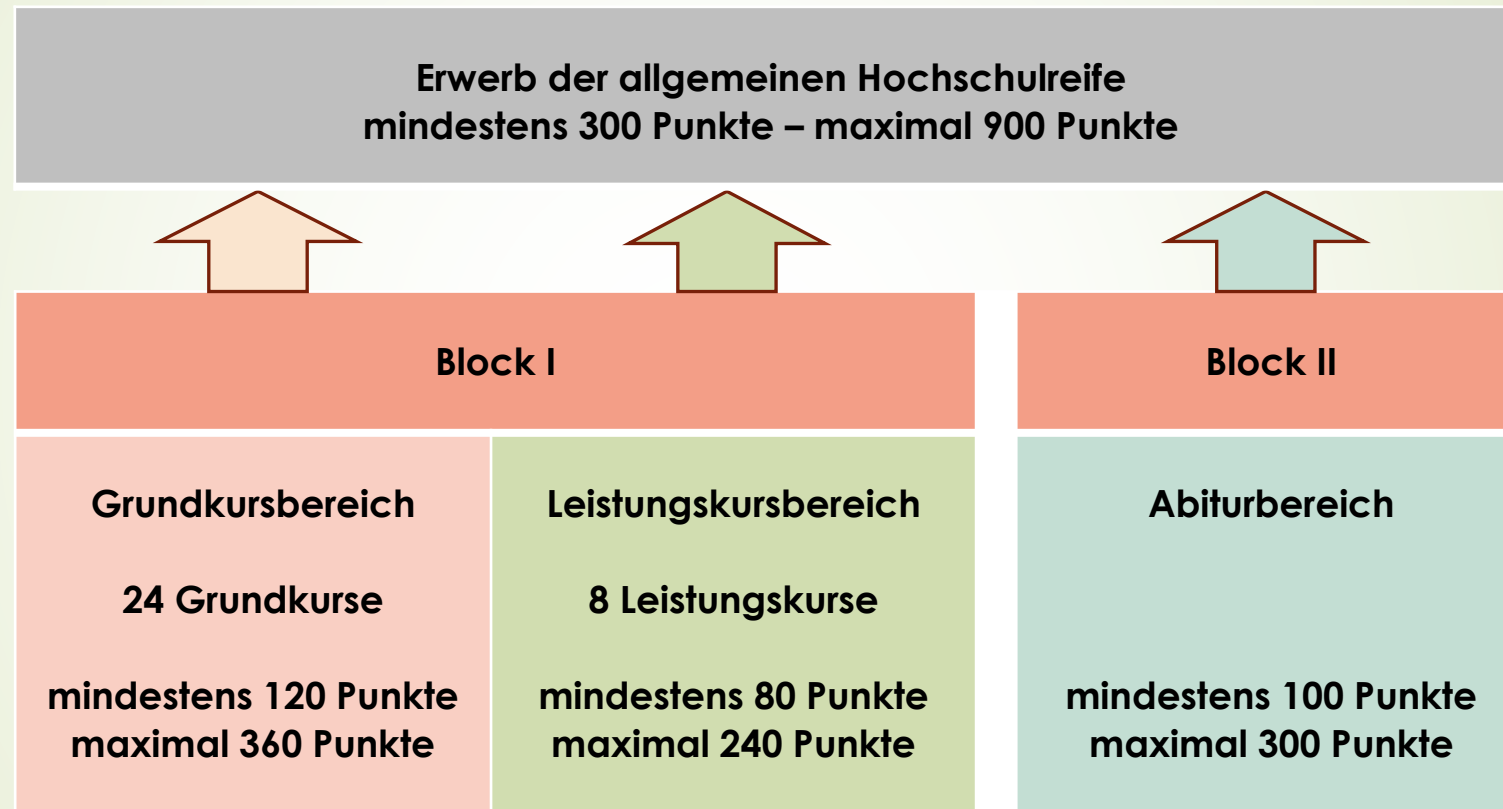 Erwerb der allgemeinen Hochschulreife
mindestens 300 Punkte – maximal 900 Punkte
Block I
Block II
Grundkursbereich
24 Grundkurse
mindestens 120 Punkte
maximal 360 Punkte
Leistungskursbereich
8 Leistungskurse
mindestens 80 Punkte
maximal 240 Punkte
Abiturbereich
mindestens 100 Punkte
maximal 300 Punkte